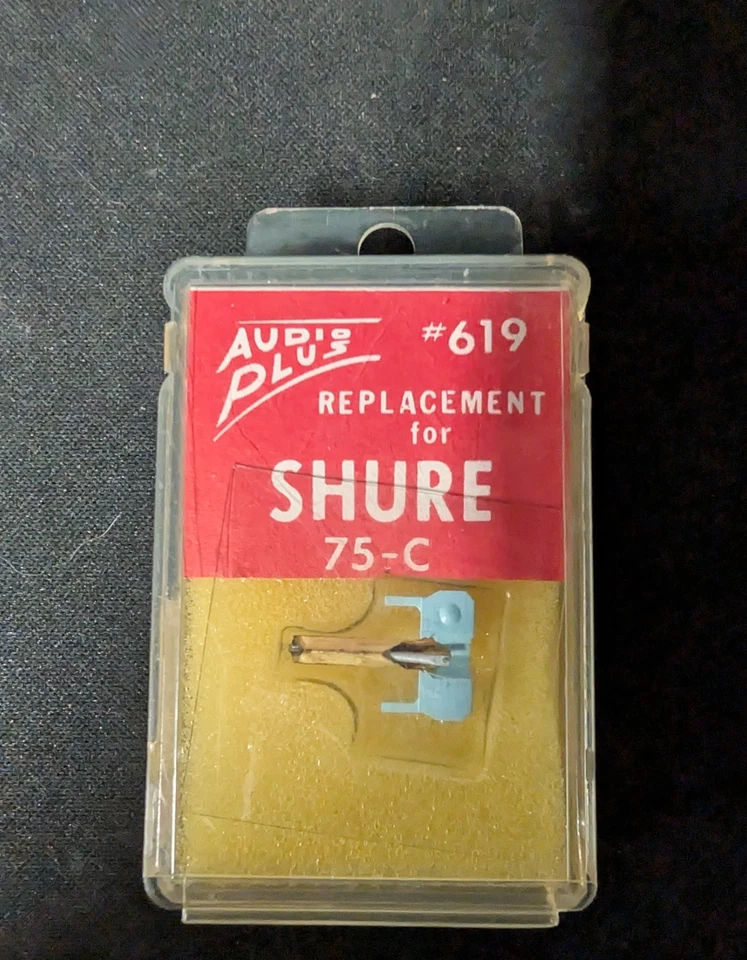 AUDIO
PLUS
#619
REPLACEMENT
for
SHURE
75-C